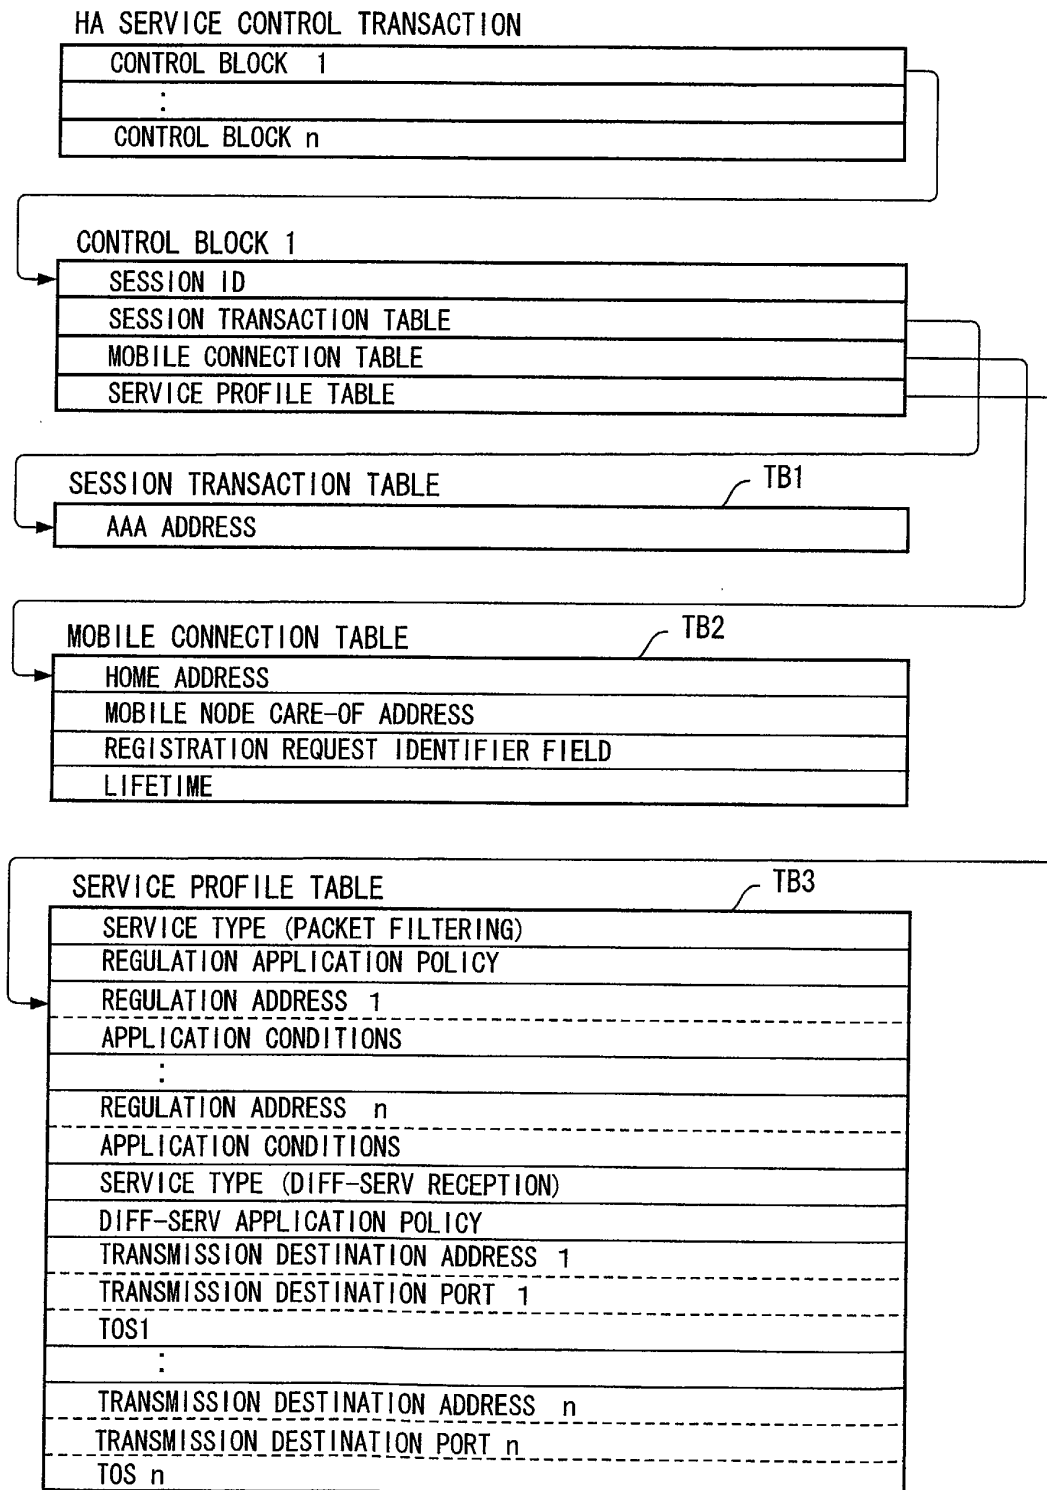 HA SERVICE CONTROL TRANSACTION
CONTROL BLOCK 1
:
CONTROL BLOCK n
CONTROL BLOCK 1
SESSION ID
SESSION TRANSACTION TABLE
MOBILE CONNECTION TABLE
SERVICE PROFILE TABLE
SESSION TRANSACTION TABLE TB1
AAA ADDRESS
MOBILE CONNECTION TABLE TB2
HOME ADDRESS
MOBILE NODE CARE-OF ADDRESS
REGISTRATION REQUEST IDENTIFIER FIELD
LIFETIME
SERVICE PROFILE TABLE TB3
SERVICE TYPE (PACKET FILTERING)
REGULATION APPLICATION POLICY
REGULATION ADDRESS 1
APPLICATION CONDITIONS
:
REGULATION ADDRESS n
APPLICATION CONDITIONS
SERVICE TYPE (DIFF-SERV RECEPTION)
DIFF-SERV APPLICATION POLICY
TRANSMISSION DESTINATION ADDRESS 1
TRANSMISSION DESTINATION PORT 1
TOS1
:
TRANSMISSION DESTINATION ADDRESS n
TRANSMISSION DESTINATION PORT n
TOS n